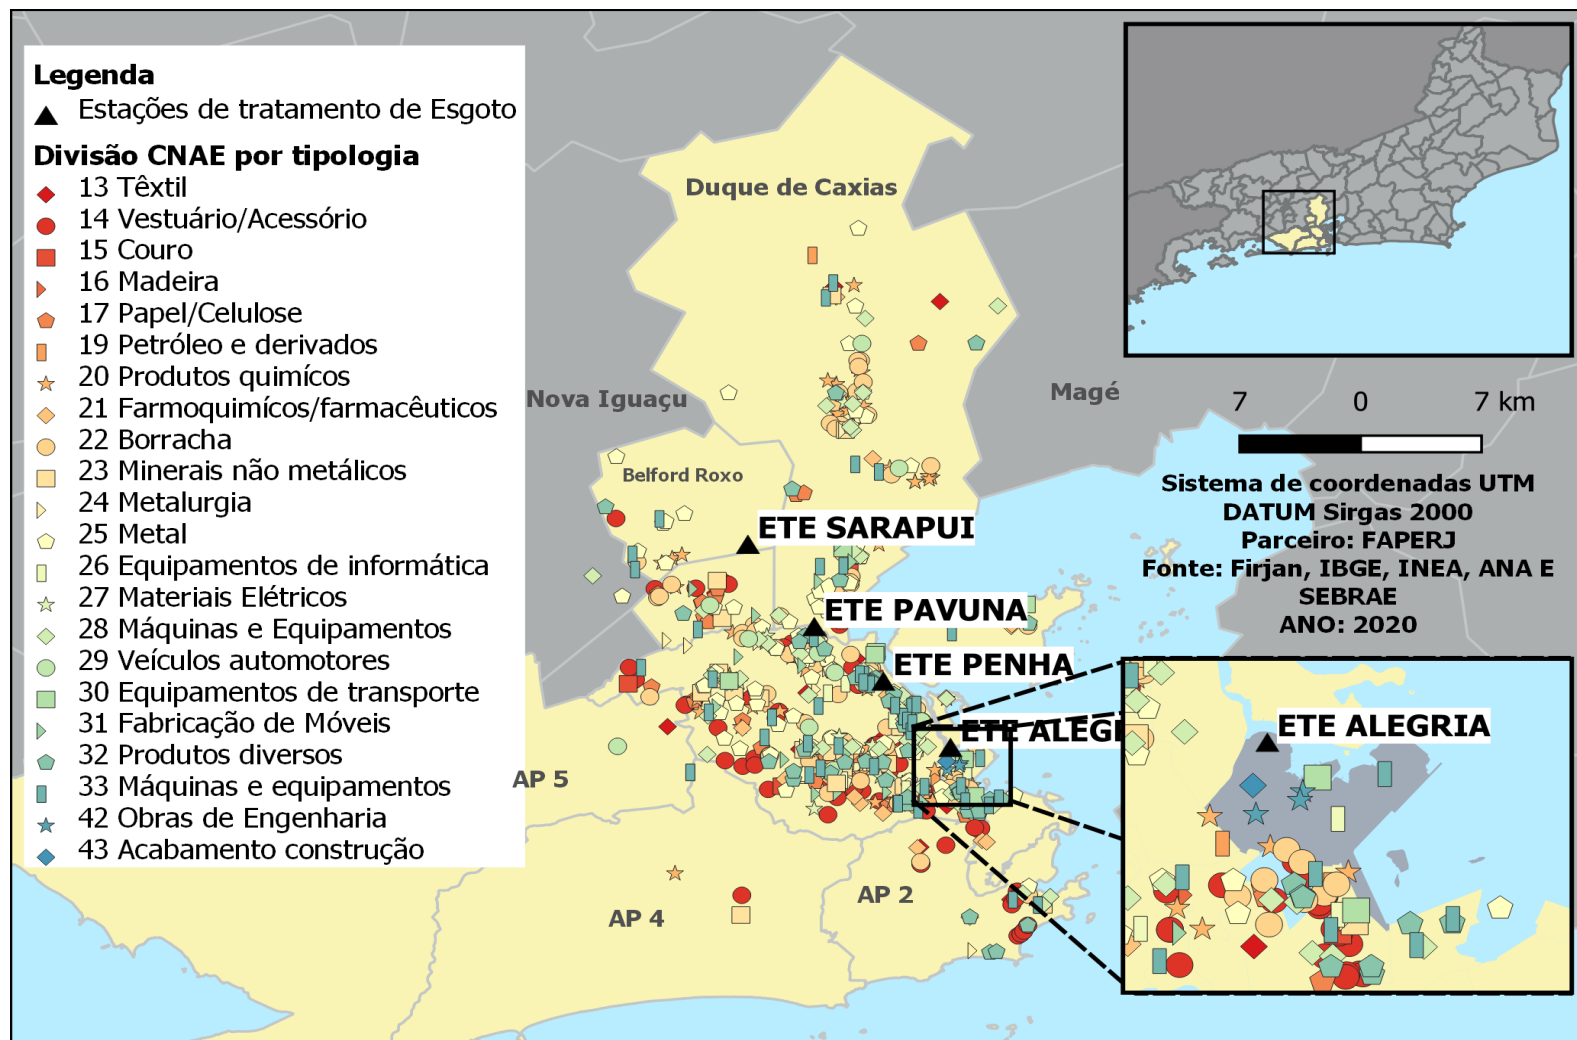 Legenda
Estações de tratamento de Esgoto
Divisão CNAE por tipologia
13 Têxtil
14 Vestuário/Acessório
15 Couro
16 Madeira
17 Papel/Celulose
19 Petróleo e derivados
20 Produtos quimícos
21 Farmoquimícos/farmacêuticos
22 Borracha
23 Minerais não metálicos
24 Metalurgia
25 Metal
26 Equipamentos de informática
27 Materiais Elétricos
28 Máquinas e Equipamentos
29 Veículos automotores
30 Equipamentos de transporte
31 Fabricação de Móveis
32 Produtos diversos
33 Máquinas e equipamentos
42 Obras de Engenharia
43 Acabamento construção
Duque de Caxias
Nova Iguaçu
Magé
Belford Roxo
ETE SARAPUI
ETE PAVUNA
ETE PENHA
ETE ALEG
AP 5
AP 4
AP 2
7 0 7 km
Sistema de coordenadas UTM
DATUM Sirgas 2000
Parceiro: FAPERJ
Fonte: Firjan, IBGE, INEA, ANA E
SEBRAE
ANO: 2020
ETE ALEGRIA